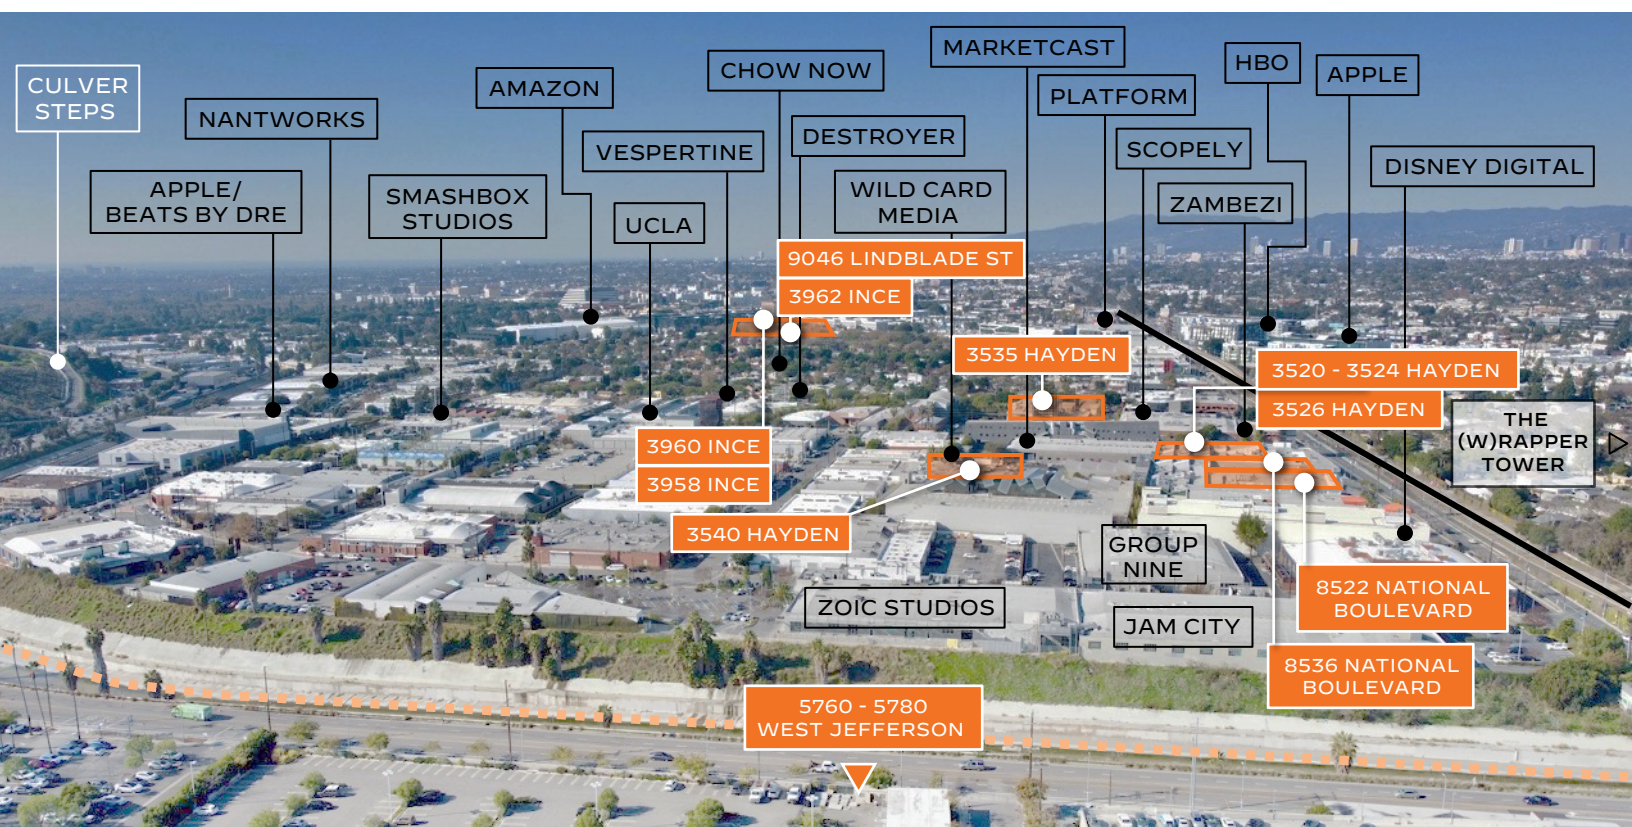 MARKETCAST
HBO
CHOW NOW
APPLE
CULVER
STEPS
AMAZON
PLATFORM
NANTWORKS
DESTROYER
VESPERTINE
SCOPELY
DISNEY DIGITAL
APPLE/
BEATS BY DRE
SMASHBOX
STUDIOS
WILD CARD
MEDIA
ZAMBEZI
UCLA
9046 LINDBLADE ST
3962 INCE
3535 HAYDEN
3520 - 3524 HAYDEN
3526 HAYDEN
THE
(W)RAPPER
TOWER
3960 INCE
3958 INCE
3540 HAYDEN
GROUP
NINE
8522 NATIONAL
BOULEVARD
ZOIC STUDIOS
JAM CITY
8536 NATIONAL
BOULEVARD
5760 - 5780
WEST JEFFERSON